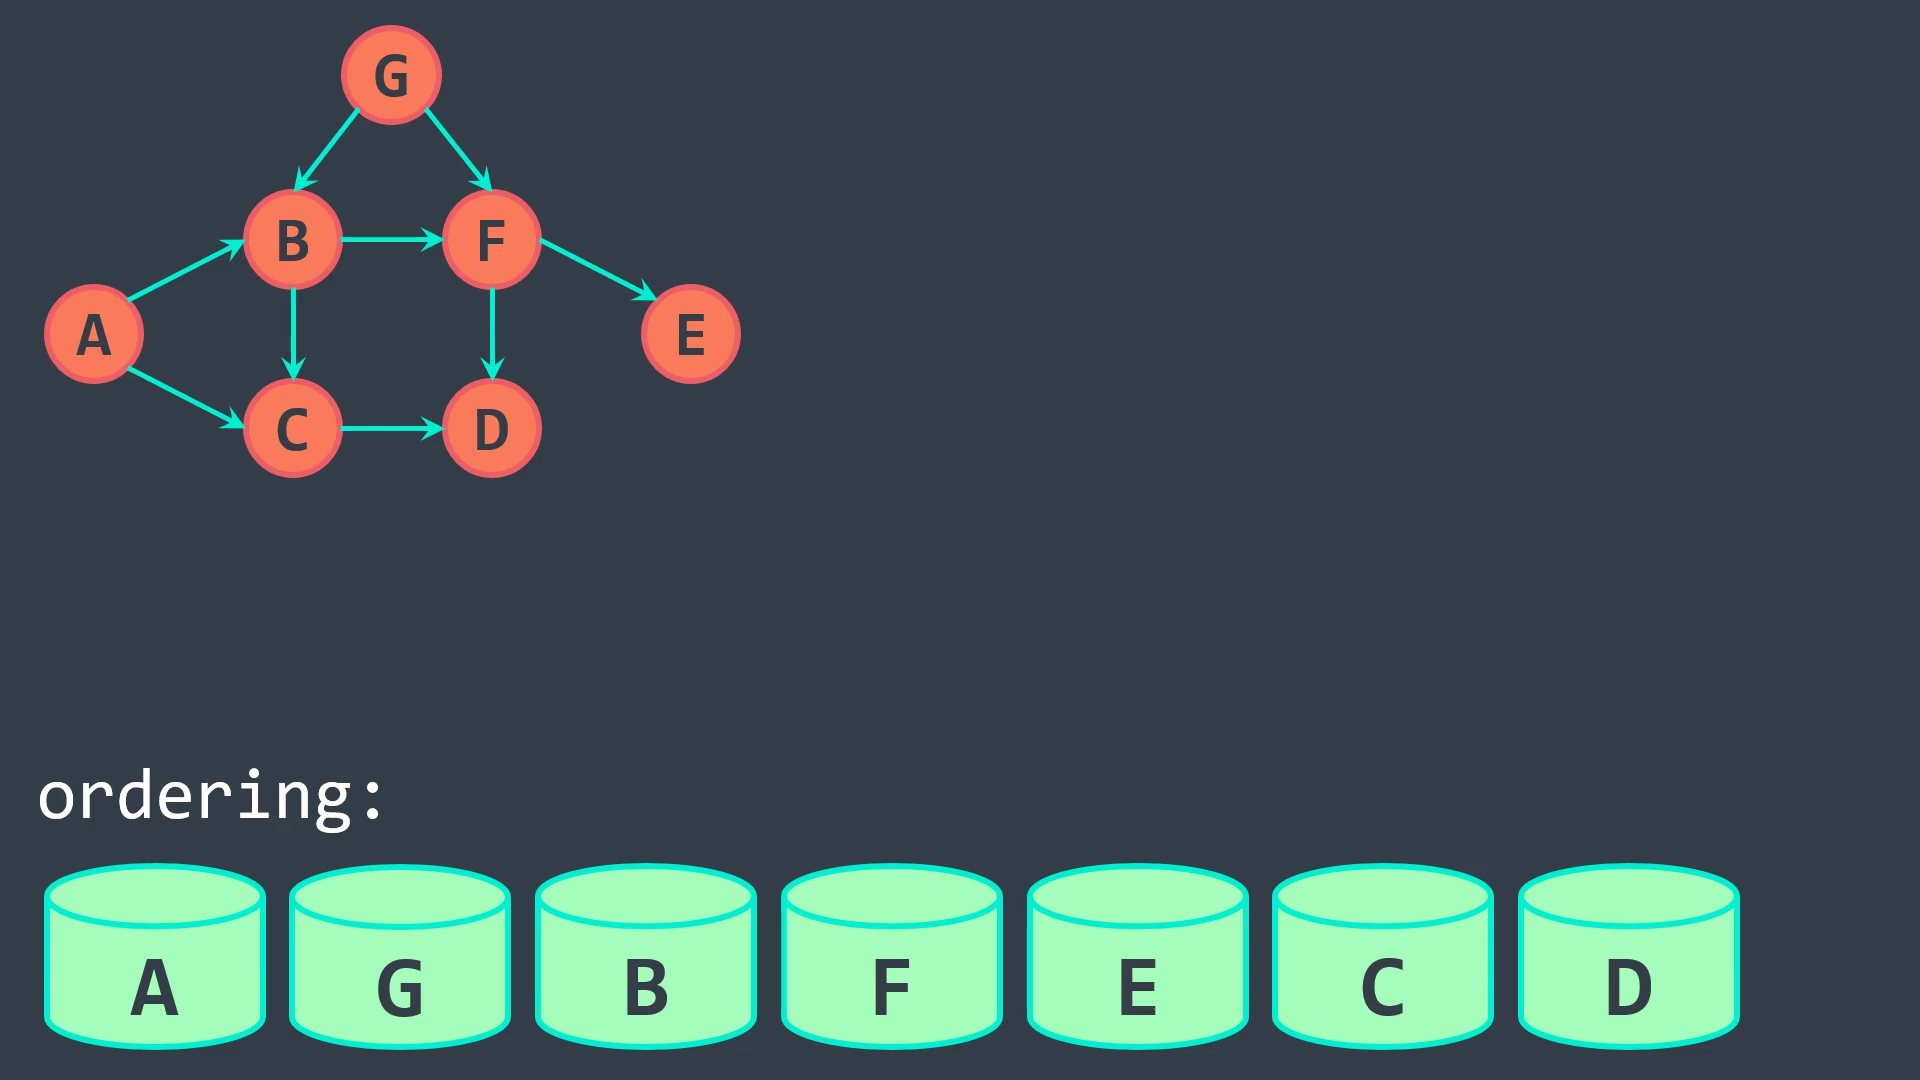 G
B F
A E
C D
ordering:
A G B F E C D